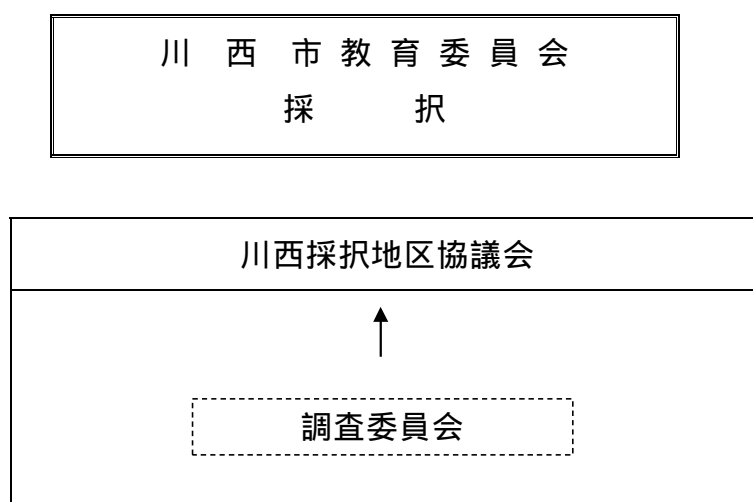 川西市教育委員会
採択
川西採択地区協議会
調査委員会